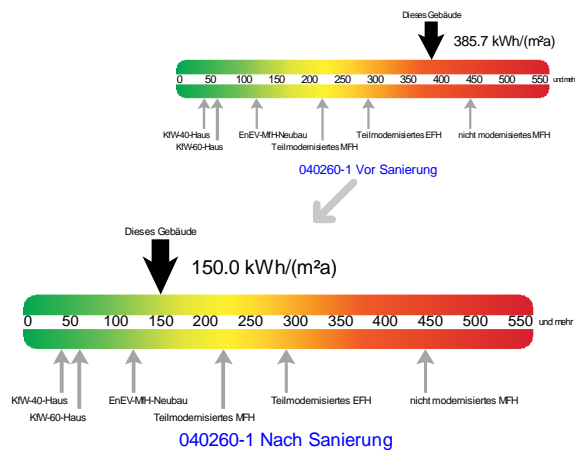 Dieses Gebäude
385.7 kWh/(m²a)
0 50 100 150 200 250 300 350 400 450 500 550 und mehr
KfW-40-Haus EnEV-MfH-Neubau Teilmodernisiertes EFH nicht modernisiertes MFH
KfW-60-Haus Teilmodernisiertes MFH
040260-1 Vor Sanierung
Dieses Gebäude
150.0 kWh/(m²a)
0 50 100 150 200 250 300 350 400 450 500 550 und mehr
KfW-40-Haus EnEV-MfH-Neubau Teilmodernisiertes EFH nicht modernisiertes MFH
KfW-60-Haus Teilmodernisiertes MFH
040260-1 Nach Sanierung